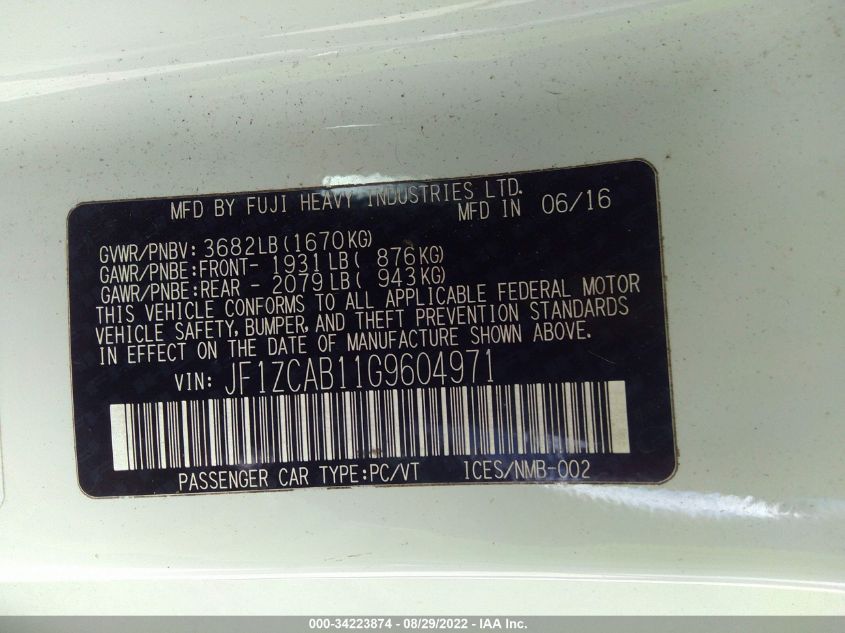 MFD BY FUJI HEAVY INDUSTRIES LTD.
MFD IN 06/16
GVWR/PNBV: 3682LB(1670KG)
GAWR/PNBE:FRONT- 1931LB( 876KG)
GAWR/PNBE:REAR - 2079LB( 943KG)
THIS VEHICLE CONFORMS TO ALL APPLICABLE FEDERAL MOTOR
VEHICLE SAFETY, BUMPER, AND THEFT PREVENTION STANDARDS
IN EFFECT ON THE DATE OF MANUFACTURE SHOWN ABOVE.
VIN: JF1ZCAB11G9604971
PASSENGER CAR TYPE:PC/VT ICES/NMB-002
000-34223874 - 08/29/2022 - IAA Inc.